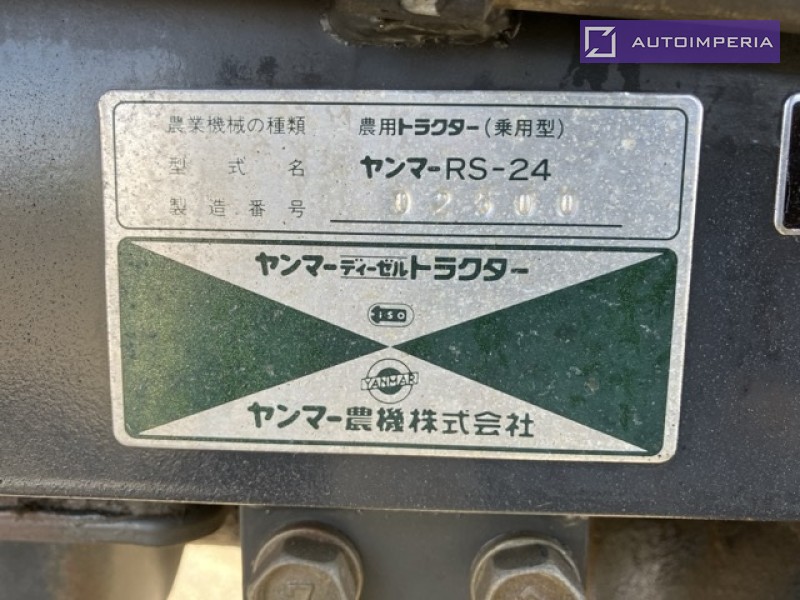 AUTOIMPERIA
農業機械の種類 農用トラクター(乗用型)
型式名 ヤンマーRS-24
製造番号 02500
ヤンマーディーゼルトラクター
ISO
YANMAR
ヤンマー農機株式会社
7